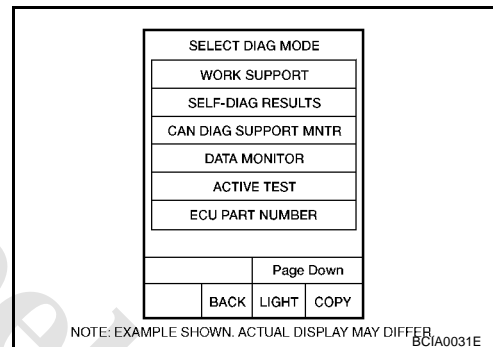 SELECT DIAG MODE
WORK SUPPORT
SELF-DIAG RESULTS
CAN DIAG SUPPORT MNTR
DATA MONITOR
ACTIVE TEST
ECU PART NUMBER
Page Down
BACK LIGHT COPY
NOTE: EXAMPLE SHOWN. ACTUAL DISPLAY MAY DIFFER.
BCIA0031E